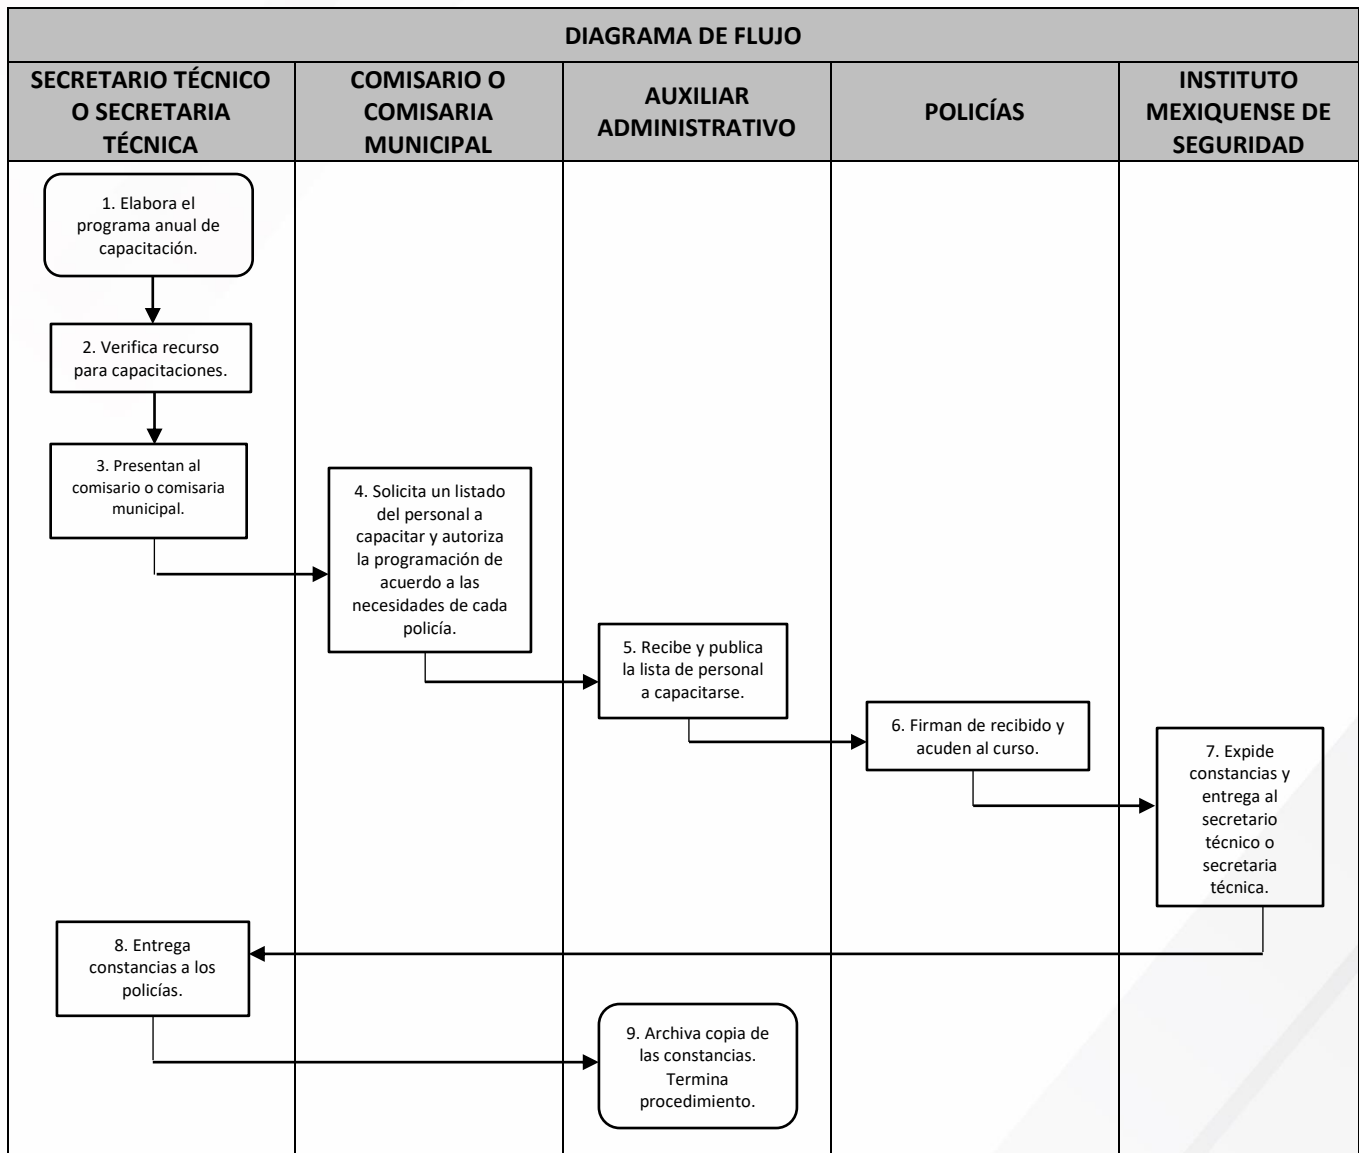 DIAGRAMA DE FLUJO
SECRETARIO TÉCNICO
O SECRETARIA
TÉCNICA
COMISARIO O
COMISARIA
MUNICIPAL
AUXILIAR
ADMINISTRATIVO
POLICÍAS
INSTITUTO
MEXIQUENSE DE
SEGURIDAD
1. Elabora el
programa anual de
capacitación.
2. Verifica recurso
para capacitaciones.
3. Presentan al
comisario o comisaria
municipal.
4. Solicita un listado
del personal a
capacitar y autoriza
la programación de
acuerdo a las
necesidades de cada
policía.
5. Recibe y publica
la lista de personal
a capacitarse.
6. Firman de recibido y
acuden al curso.
7. Expide
constancias y
entrega al
secretario
técnico o
secretaria
técnica.
8. Entrega
constancias a los
policías.
9. Archiva copia de
las constancias.
Termina
procedimiento.